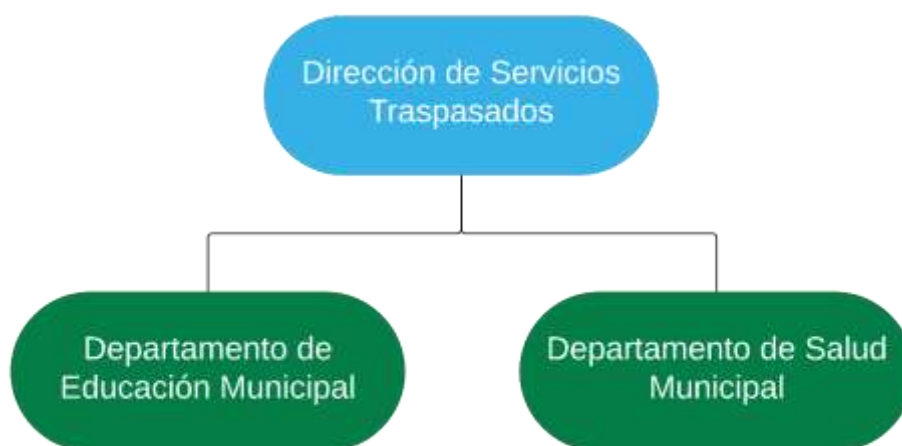 Dirección de Servicios
Traspasados
Departamento de
Educación Municipal
Departamento de Salud
Municipal